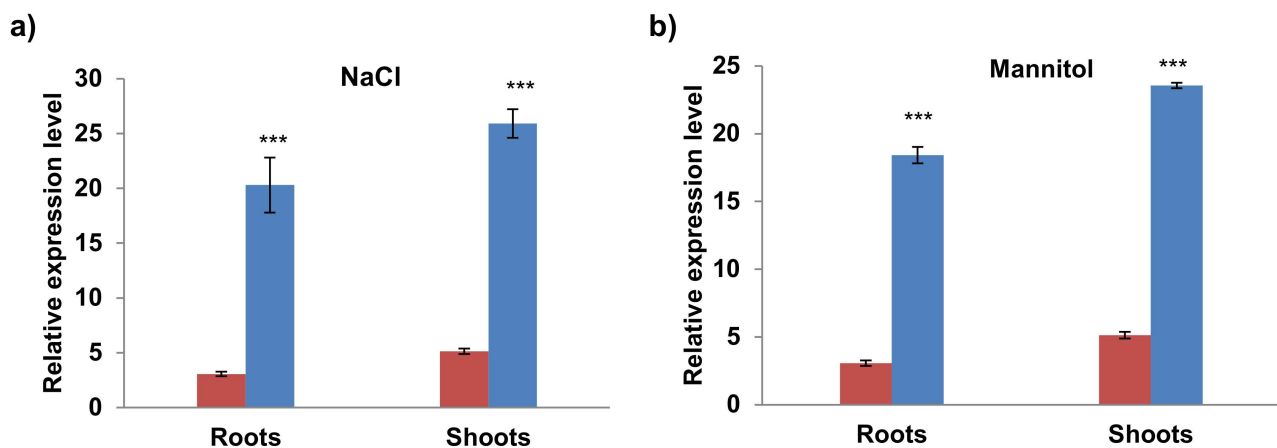 a)
NaCl
Relative expression level
30
25
20
15
10
5
0
***
***
Roots
Shoots
b)
Mannitol
Relative expression level
25
20
15
10
5
0
***
***
Roots
Shoots